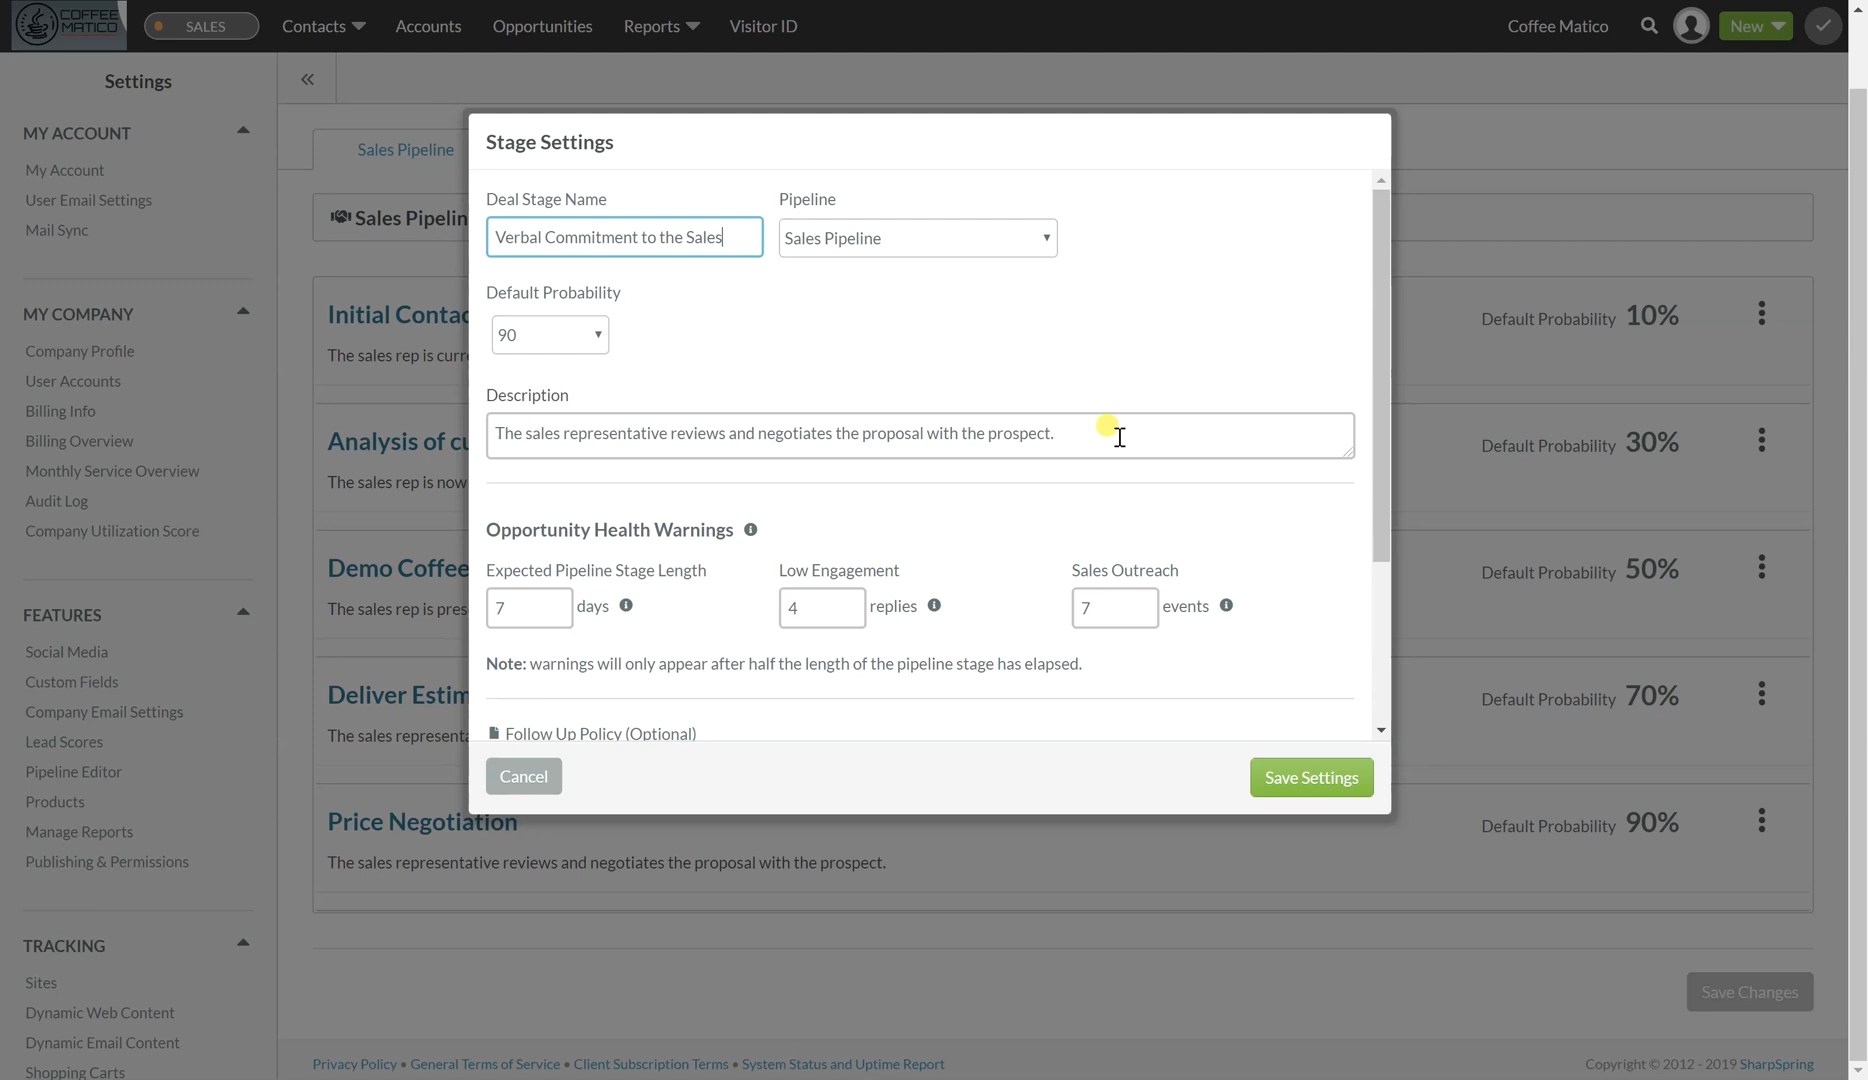 COFFEE
MATICO
SALES
Contacts
Accounts
Opportunities
Reports
Visitor ID
Coffee Matico
New
Settings
MY ACCOUNT
My Account
User Email Settings
Mail Sync
MY COMPANY
Company Profile
User Accounts
Billing Info
Billing Overview
Monthly Service Overview
Audit Log
Company Utilization Score
FEATURES
Social Media
Custom Fields
Company Email Settings
Lead Scores
Pipeline Editor
Products
Manage Reports
Publishing & Permissions
TRACKING
Sites
Dynamic Web Content
Dynamic Email Content
Shopping Carts
Sales Pipeline
Sales Pipelin
Initial Contac
The sales rep is curre
Default Probability 10%
Analysis of cu
The sales rep is now
Default Probability 30%
Demo Coffee
The sales rep is pres
Default Probability 50%
Deliver Estim
The sales representa
Default Probability 70%
Price Negotiation
The sales representative reviews and negotiates the proposal with the prospect.
Default Probability 90%
Stage Settings
Deal Stage Name
Pipeline
Verbal Commitment to the Sales
Sales Pipeline
Default Probability
90
Description
The sales representative reviews and negotiates the proposal with the prospect.
Opportunity Health Warnings
Expected Pipeline Stage Length
Low Engagement
Sales Outreach
7 days
4 replies
7 events
Note: warnings will only appear after half the length of the pipeline stage has elapsed.
Follow Up Policy (Optional)
Cancel
Save Settings
Save Changes
Privacy Policy • General Terms of Service • Client Subscription Terms • System Status and Uptime Report
Copyright © 2012 - 2019 SharpSpring